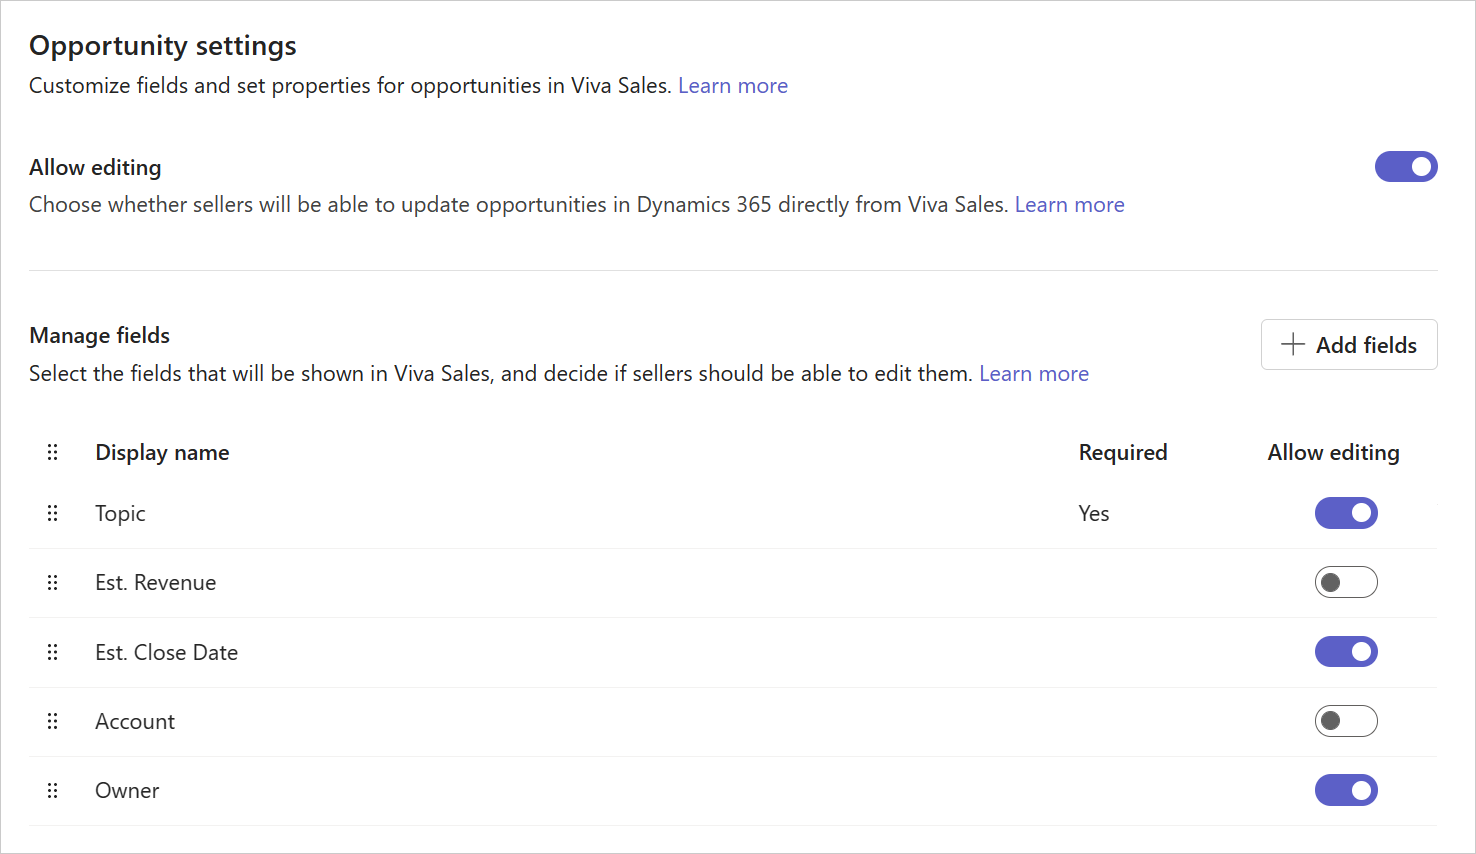 Opportunity settings
Customize fields and set properties for opportunities in Viva Sales. Learn more
Allow editing
Choose whether sellers will be able to update opportunities in Dynamics 365 directly from Viva Sales. Learn more
Manage fields
Add fields
Select the fields that will be shown in Viva Sales, and decide if sellers should be able to edit them. Learn more
Display name Required Allow editing
Topic Yes
Est. Revenue
Est. Close Date
Account
Owner